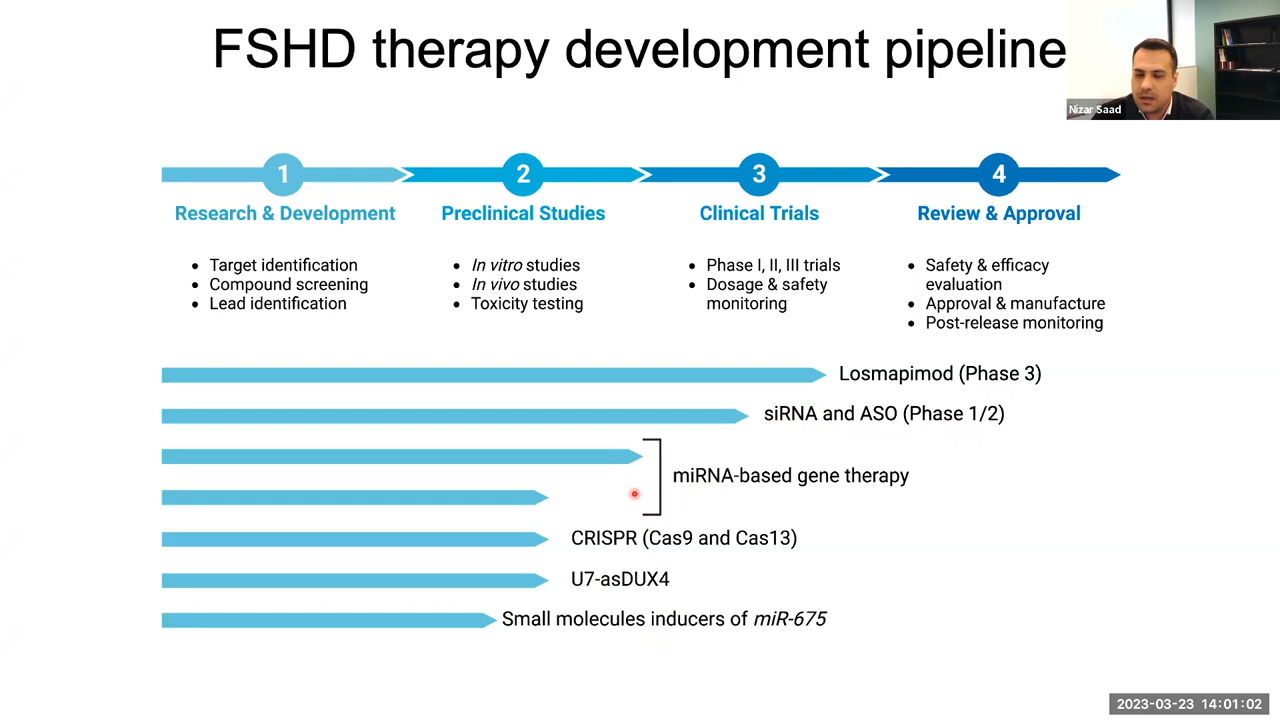 FSHD therapy development pipeline
Nizar Saad
1
2
3
4
Research & Development
Preclinical Studies
Clinical Trials
Review & Approval
• Target identification
• Compound screening
• Lead identification
• In vitro studies
• In vivo studies
• Toxicity testing
• Phase I, II, III trials
• Dosage & safety
monitoring
• Safety & efficacy
evaluation
• Approval & manufacture
• Post-release monitoring
Losmapimod (Phase 3)
siRNA and ASO (Phase 1/2)
miRNA-based gene therapy
CRISPR (Cas9 and Cas13)
U7-asDUX4
Small molecules inducers of miR-675
2023-03-23 14:01:02